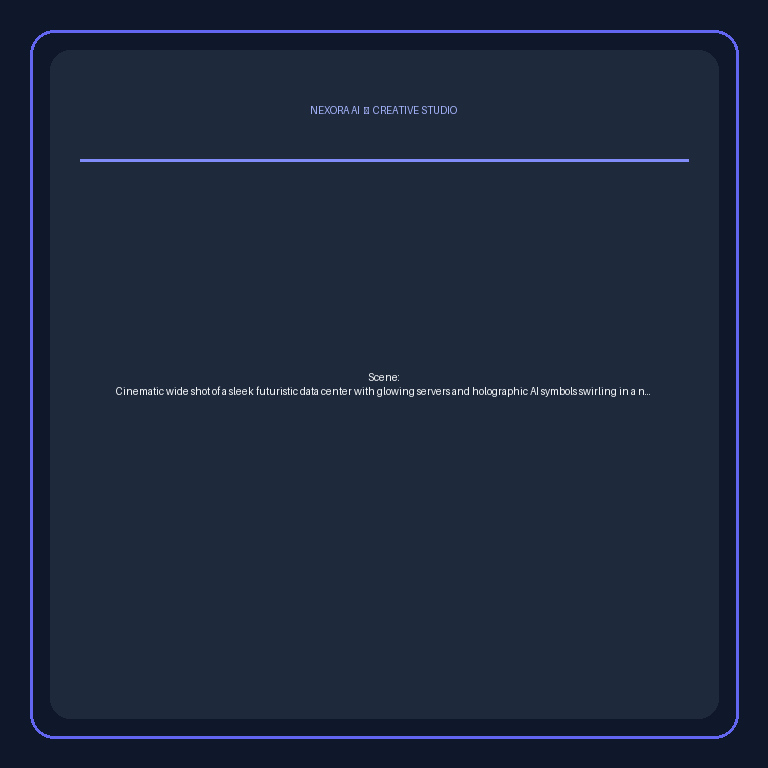 NEXORA AI ▯ CREATIVE STUDIO
Scene:
Cinematic wide shot of a sleek futuristic data center with glowing servers and holographic AI symbols swirling in a n...